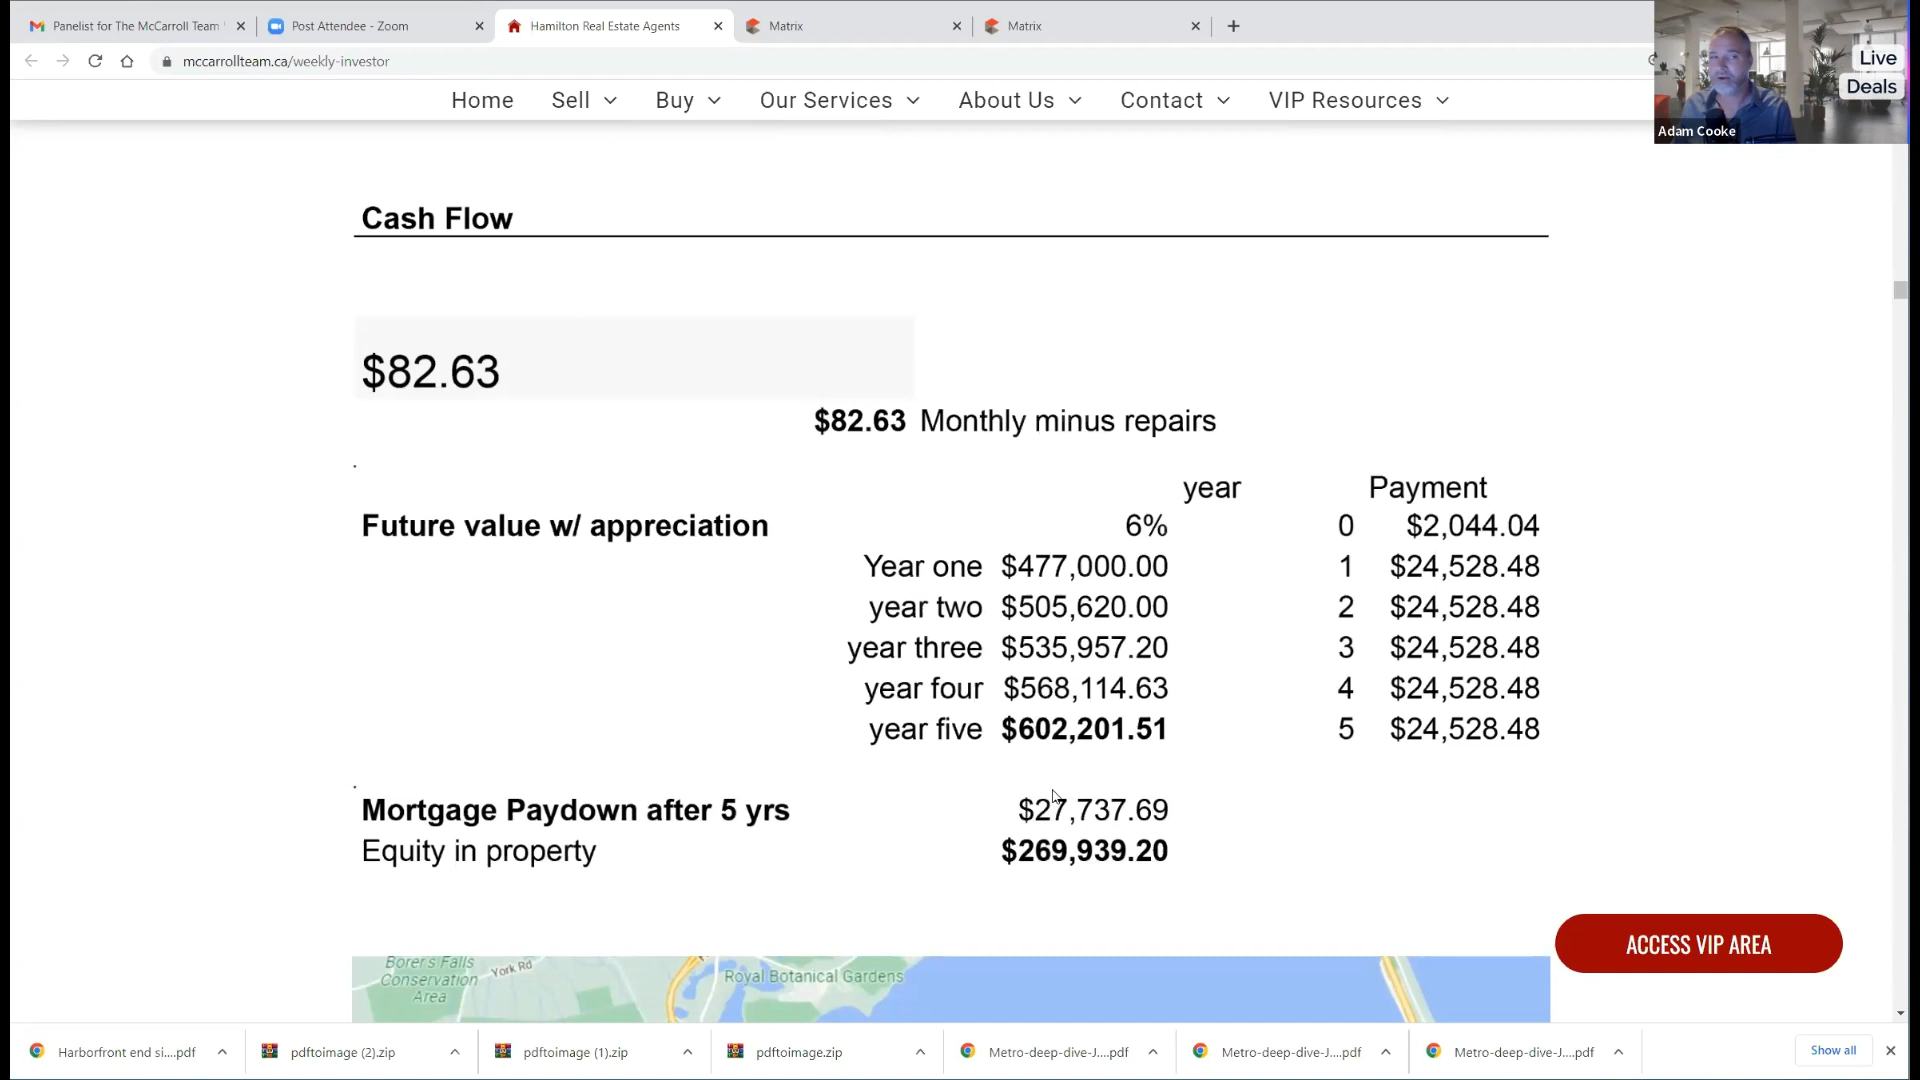 Panelist for The McCarroll Team
Post Attendee - Zoom
Hamilton Real Estate Agents
Matrix
Matrix
mccarrollteam.ca/weekly-investor
Live
Deals
Adam Cooke
Home Sell Buy Our Services About Us Contact VIP Resources
Cash Flow
$82.63
$82.63 Monthly minus repairs
year Payment
Future value w/ appreciation 6% 0 $2,044.04
Year one $477,000.00 1 $24,528.48
year two $505,620.00 2 $24,528.48
year three $535,957.20 3 $24,528.48
year four $568,114.63 4 $24,528.48
year five $602,201.51 5 $24,528.48
Mortgage Paydown after 5 yrs $27,737.69
Equity in property $269,939.20
ACCESS VIP AREA
Borer's Falls
Conservation
Area
York Rd
Royal Botanical Gardens
Harborfront end si....pdf
pdftoimage (2).zip
pdftoimage (1).zip
pdftoimage.zip
Metro-deep-dive-J....pdf
Metro-deep-dive-J....pdf
Metro-deep-dive-J....pdf
Show all